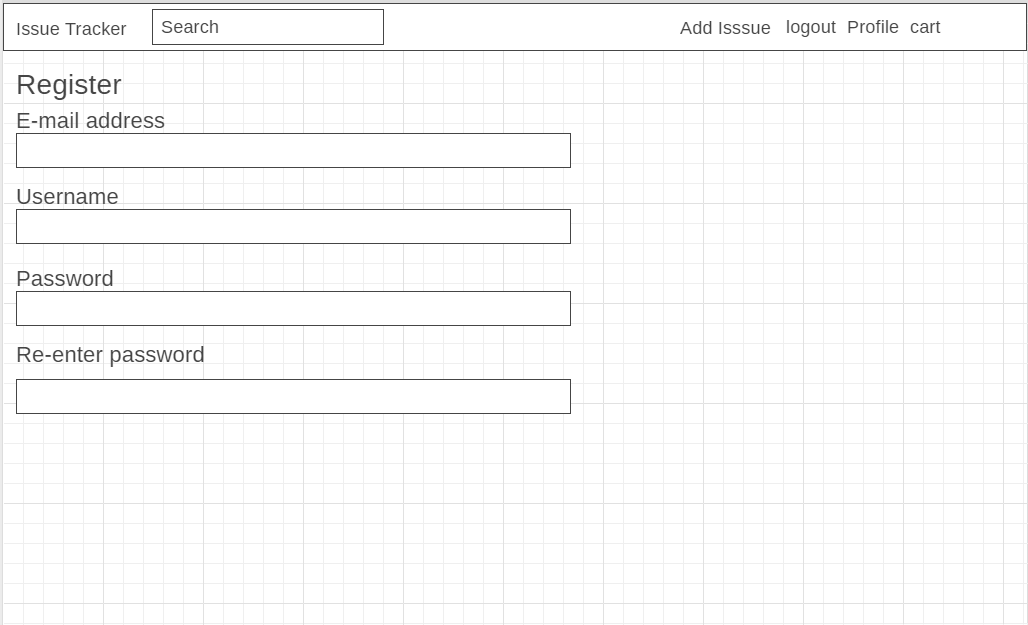 Issue Tracker Search Add Isssue logout Profile cart
Register
E-mail address
Username
Password
Re-enter password